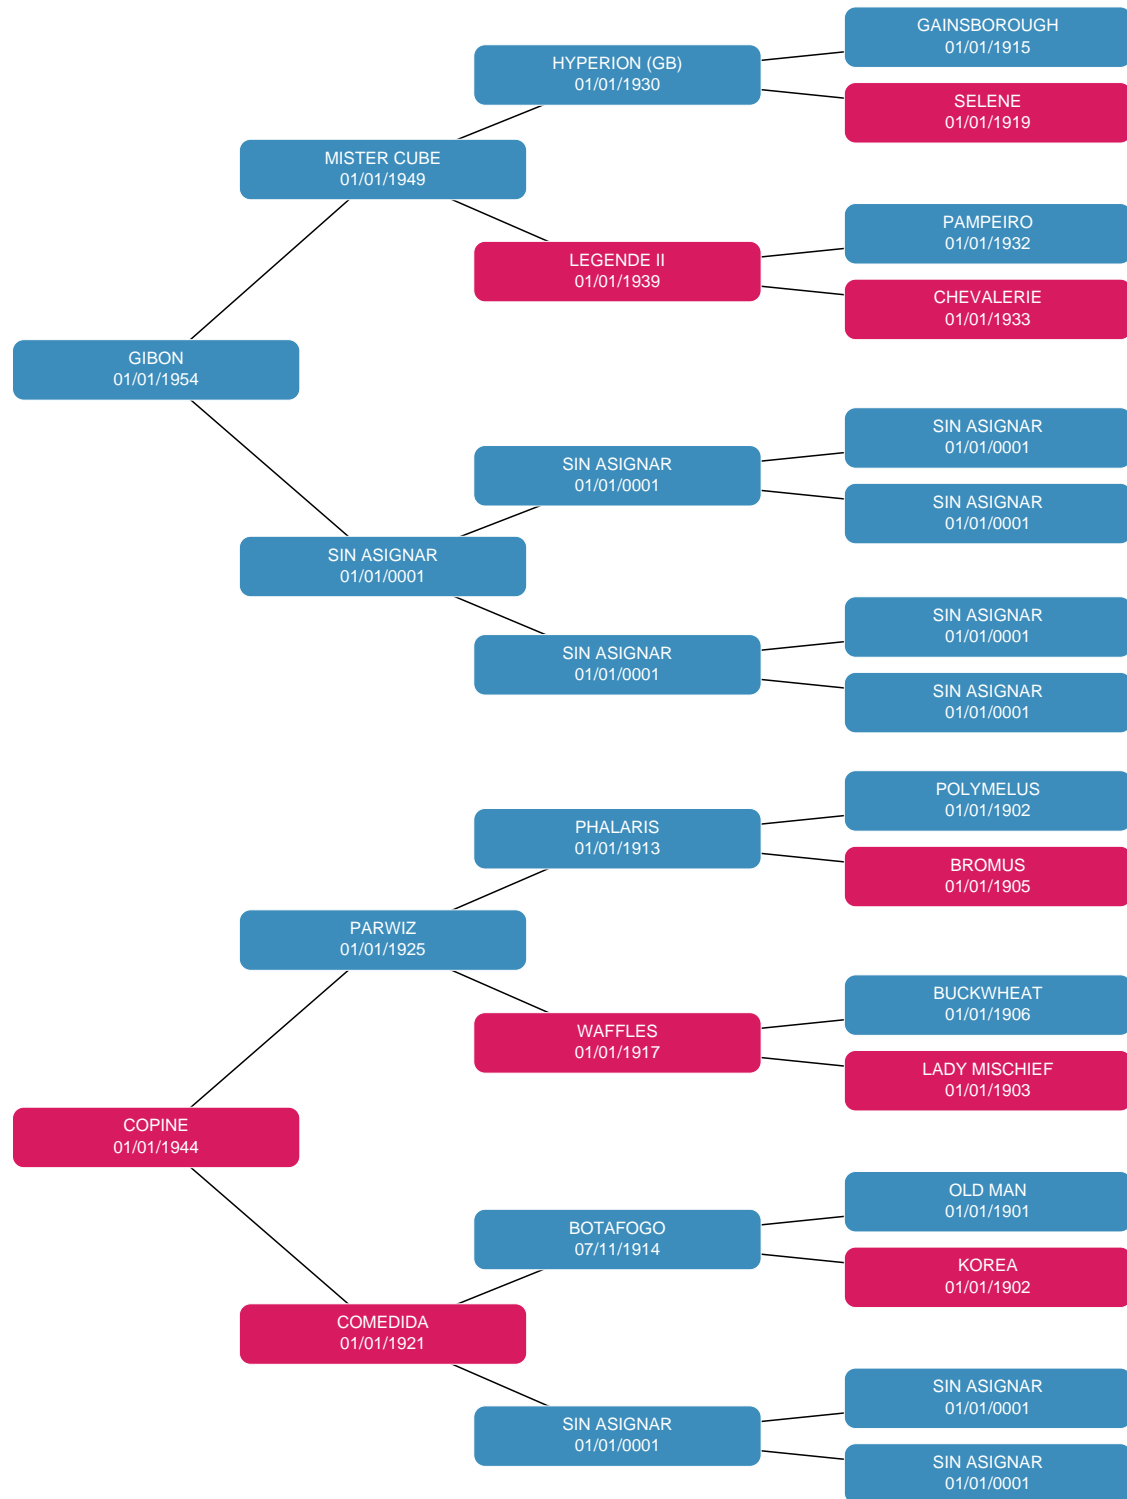 GAINSBOROUGH
01/01/1915
HYPERION (GB)
01/01/1930
SELENE
01/01/1919
MISTER CUBE
01/01/1949
PAMPEIRO
01/01/1932
LEGENDE II
01/01/1939
CHEVALERIE
01/01/1933
GIBON
01/01/1954
SIN ASIGNAR
01/01/0001
SIN ASIGNAR
01/01/0001
SIN ASIGNAR
01/01/0001
SIN ASIGNAR
01/01/0001
SIN ASIGNAR
01/01/0001
SIN ASIGNAR
01/01/0001
SIN ASIGNAR
01/01/0001
POLYMELUS
01/01/1902
PHALARIS
01/01/1913
BROMUS
01/01/1905
PARWIZ
01/01/1925
BUCKWHEAT
01/01/1906
WAFFLES
01/01/1917
LADY MISCHIEF
01/01/1903
COPINE
01/01/1944
OLD MAN
01/01/1901
BOTAFOGO
07/11/1914
KOREA
01/01/1902
COMEDIDA
01/01/1921
SIN ASIGNAR
01/01/0001
SIN ASIGNAR
01/01/0001
SIN ASIGNAR
01/01/0001